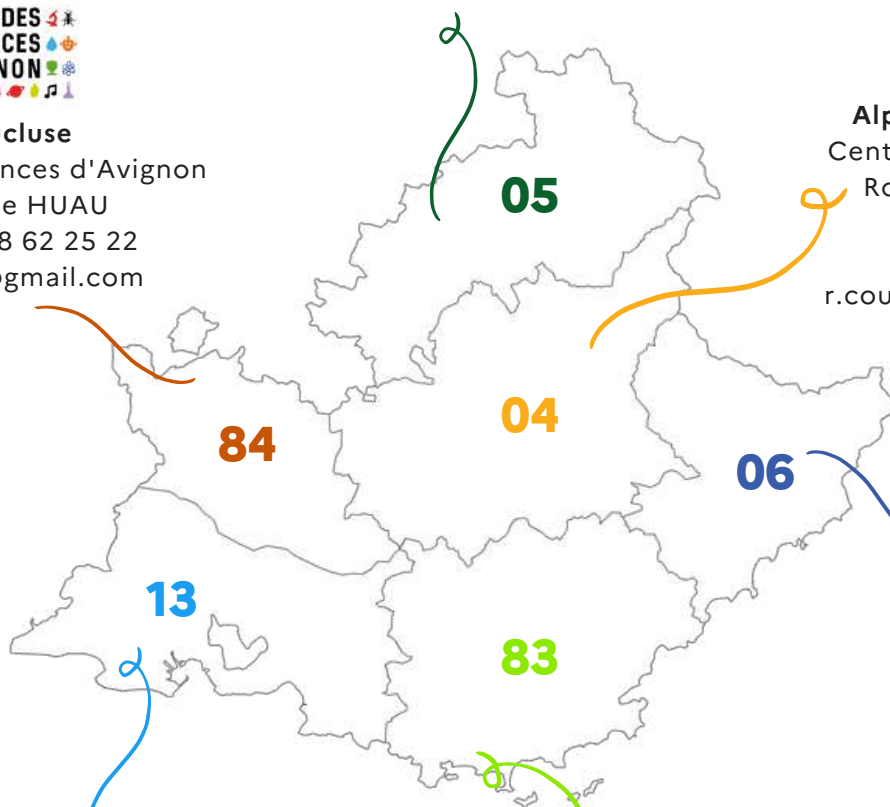 DES
CES
NON
cluse
nces d'Avignon
e HUAU
8 62 25 22
@gmail.com
Alp
Cent
Ro
r.cou
05
04
84
06
13
83